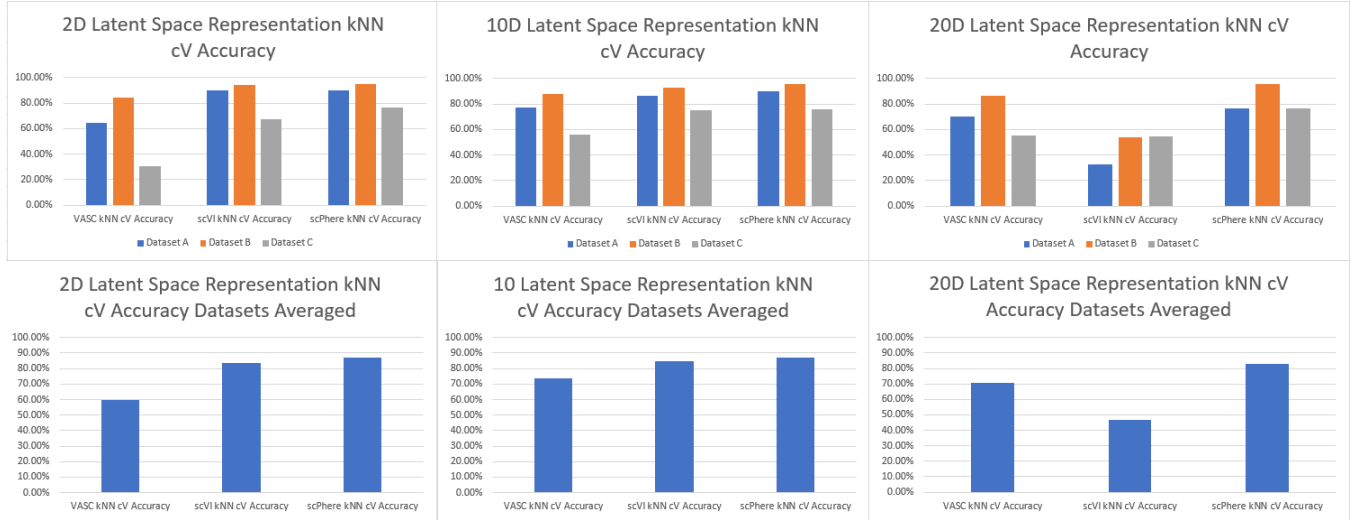 2D Latent Space Representation kNN
cV Accuracy
100.00%
80.00%
60.00%
40.00%
20.00%
0.00%
VASC kNN cV Accuracy
scVI kNN cV Accuracy
scPhere kNN cV Accuracy
Dataset A
Dataset B
Dataset C
10D Latent Space Representation kNN
cV Accuracy
100.00%
80.00%
60.00%
40.00%
20.00%
0.00%
VASC kNN cV Accuracy
scVI kNN cV Accuracy
scPhere kNN cV Accuracy
Dataset A
Dataset B
Dataset C
20D Latent Space Representation kNN cV
Accuracy
100.00%
80.00%
60.00%
40.00%
20.00%
0.00%
VASC kNN cV Accuracy
scVI kNN cV Accuracy
scPhere kNN cV Accuracy
Dataset A
Dataset B
Dataset C
2D Latent Space Representation kNN
cV Accuracy Datasets Averaged
100.00%
90.00%
80.00%
70.00%
60.00%
50.00%
40.00%
30.00%
20.00%
10.00%
0.00%
VASC kNN cV Accuracy
scVI kNN cV Accuracy
scPhere kNN cV Accuracy
10 Latent Space Representation kNN
cV Accuracy Datasets Averaged
100.00%
90.00%
80.00%
70.00%
60.00%
50.00%
40.00%
30.00%
20.00%
10.00%
0.00%
VASC kNN cV Accuracy
scVI kNN cV Accuracy
scPhere kNN cV Accuracy
20D Latent Space Representation kNN cV
Accuracy Datasets Averaged
100.00%
90.00%
80.00%
70.00%
60.00%
50.00%
40.00%
30.00%
20.00%
10.00%
0.00%
VASC kNN cV Accuracy
scVI kNN cV Accuracy
scPhere kNN cV Accuracy